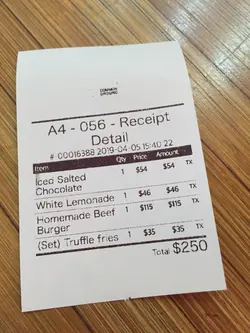 COMMON
GROUND
A4 - 056 - Receipt
Detail
# 00016388 2019-04-05 15:40:22
Item Qty Price Amount TX
Iced Salted 1 $54 $54 TX
Chocolate
White Lemonade 1 $46 $46 TX
Homemade Beef 1 $115 $115 TX
Burger
(Set) Truffle fries 1 $35 $35 TX
Total $250